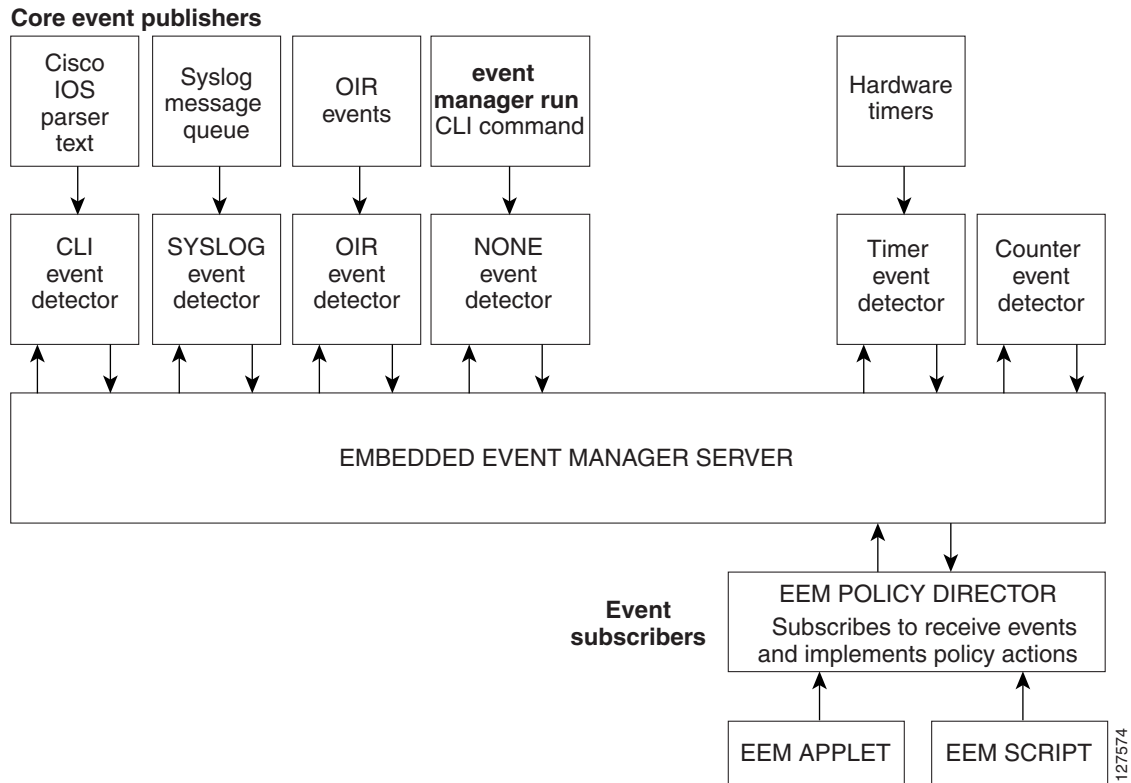 Core event publishers
Cisco
IOS
parser
text
Syslog
message
queue
OIR
events
event
manager run
CLI command
Hardware
timers
CLI
event
detector
SYSLOG
event
detector
OIR
event
detector
NONE
event
detector
Timer
event
detector
Counter
event
detector
EMBEDDED EVENT MANAGER SERVER
Event
subscribers
EEM POLICY DIRECTOR
Subscribes to receive events
and implements policy actions
EEM APPLET
EEM SCRIPT
127574